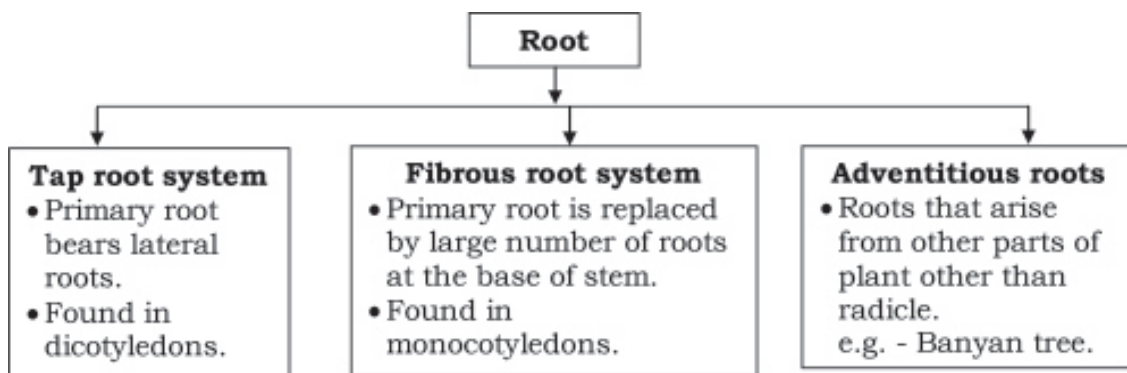 Root
Tap root system
• Primary root
bears lateral
roots.
• Found in
dicotyledons.
Fibrous root system
• Primary root is replaced
by large number of roots
at the base of stem.
• Found in
monocotyledons.
Adventitious roots
• Roots that arise
from other parts of
plant other than
radicle.
e.g. - Banyan tree.